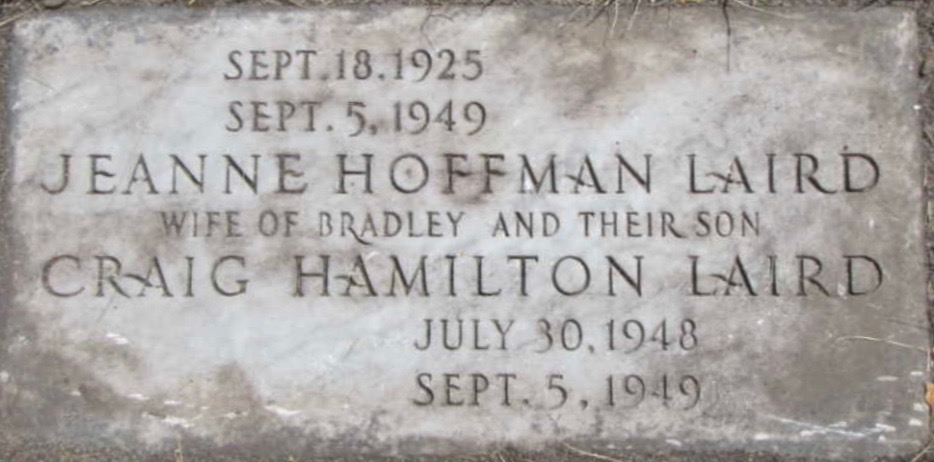 SEPT. 18. 1925
SEPT. 5, 1949
JEANNE HOFFMAN LAIRD
WIFE OF BRADLEY AND THEIR SON
CRAIG HAMILTON LAIRD
JULY 30, 1948
SEPT. 5, 1949